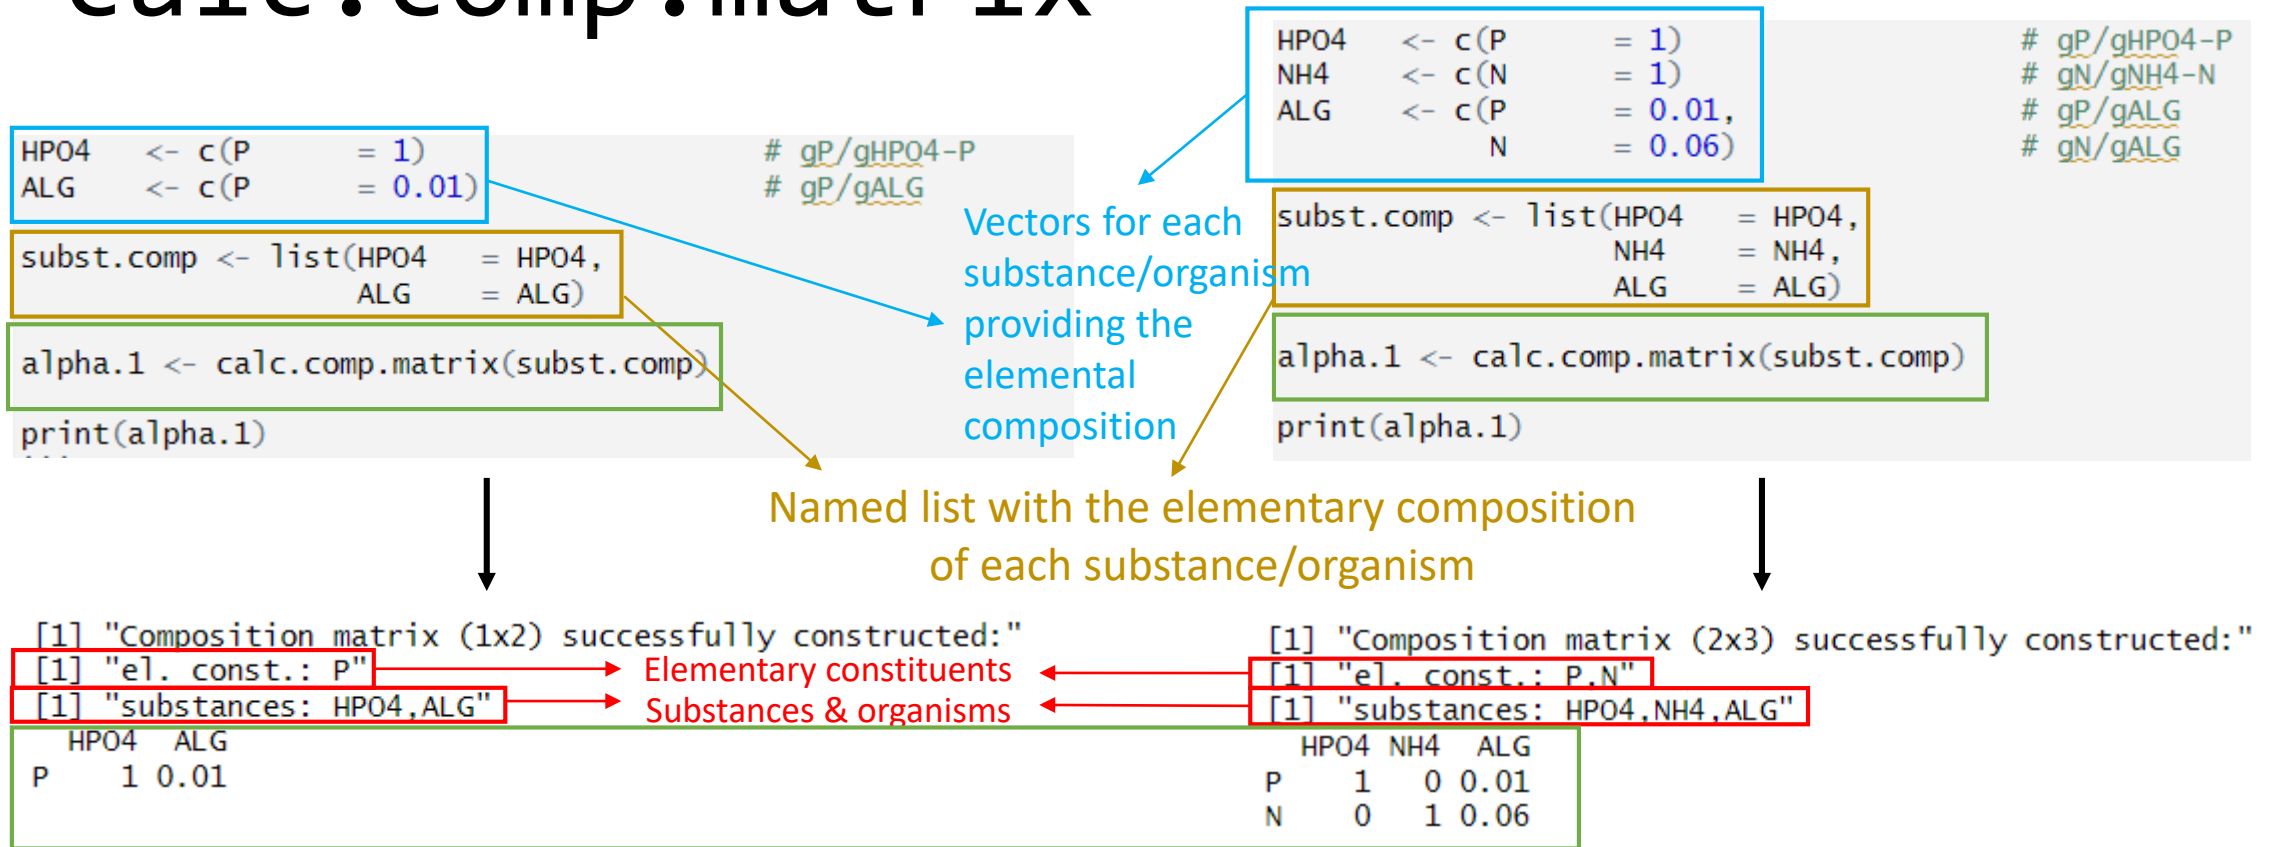 calc.comp.matrix
HPO4 <- c(P = 1) # gP/gHPO4-P
ALG <- c(P = 0.01) # gP/gALG
subst.comp <- list(HPO4 = HPO4,
ALG = ALG)
alpha.1 <- calc.comp.matrix(subst.comp)
print(alpha.1)
HPO4 <- c(P = 1) # gP/gHPO4-P
NH4 <- c(N = 1) # gN/gNH4-N
ALG <- c(P = 0.01, # gP/gALG
N = 0.06) # gN/gALG
subst.comp <- list(HPO4 = HPO4,
NH4 = NH4,
ALG = ALG)
alpha.1 <- calc.comp.matrix(subst.comp)
print(alpha.1)
Vectors for each
substance/organism
providing the
elemental
composition
Named list with the elementary composition
of each substance/organism
[1] "Composition matrix (1x2) successfully constructed:"
[1] "el. const.: P"
[1] "substances: HPO4,ALG"
HPO4 ALG
P 1 0.01
Elementary constituents
Substances & organisms
[1] "Composition matrix (2x3) successfully constructed:"
[1] "el. const.: P,N"
[1] "substances: HPO4,NH4,ALG"
HPO4 NH4 ALG
P 1 0 0.01
N 0 1 0.06